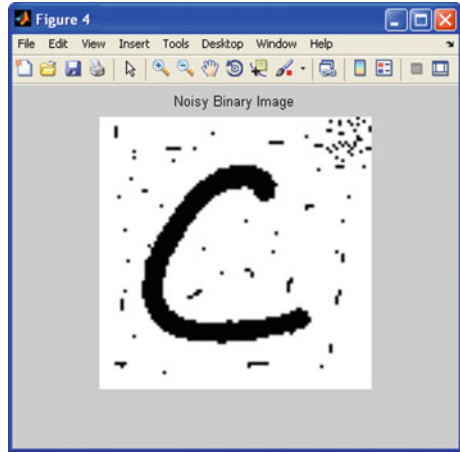 Figure 4
File Edit View Insert Tools Desktop Window Help
Noisy Binary Image
C